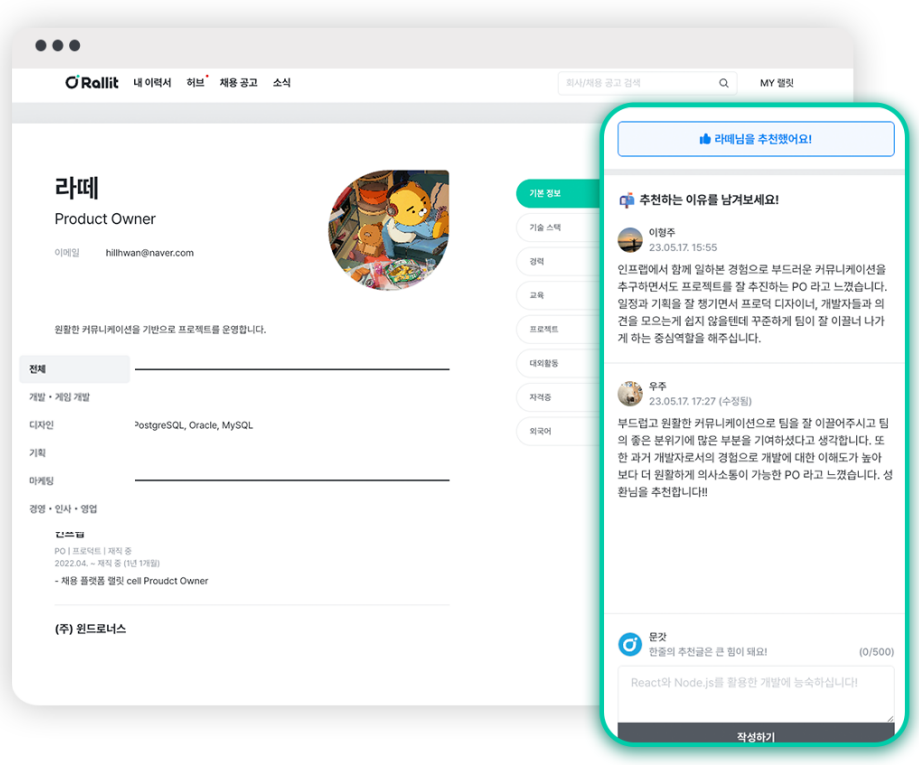 Rallit 내 이력서 허브 채용 공고 소식 회사/채용 공고 검색 MY 랠릿
라떼
Product Owner
이메일 hillhwan@naver.com
원활한 커뮤니케이션을 기반으로 프로젝트를 운영합니다.
전체
개발 • 게임 개발
디자인
기획
마케팅
경영 • 인사 • 영업
PostgreSQL, Oracle, MySQL
인프랩
PO | 프로덕트 | 재직 중
2022.04. ~ 재직 중 (1년 1개월)
- 채용 플랫폼 랠릿 cell Proudct Owner
(주) 윈드로너스
기본 정보
기술 스택
경력
교육
프로젝트
대외활동
자격증
외국어
라떼님을 추천했어요!
추천하는 이유를 남겨보세요!
이형주
23.05.17. 15:55
인프랩에서 함께 일하본 경험으로 부드러운 커뮤니케이션을
추구하면서도 프로젝트를 잘 추진하는 PO 라고 느꼈습니다.
일정과 기획을 잘 챙기면서 프로덕 디자이너, 개발자들과 의
견을 모으는게 쉽지 않을텐데 꾸준하게 팀이 잘 이끌너 나가
게 하는 중심역할을 해주십니다.
우주
23.05.17. 17:27 (수정됨)
부드럽고 원활한 커뮤니케이션으로 팀을 잘 이끌어주시고 팀
의 좋은 분위기에 많은 부분을 기여하셨다고 생각합니다. 또
한 과거 개발자로서의 경험으로 개발에 대한 이해도가 높아
보다 더 원활하게 의사소통이 가능한 PO 라고 느꼈습니다. 성
환님을 추천합니다!!
문갓
한줄의 추천글은 큰 힘이 돼요! (0/500)
React와 Node.js를 활용한 개발에 능숙하십니다!
작성하기